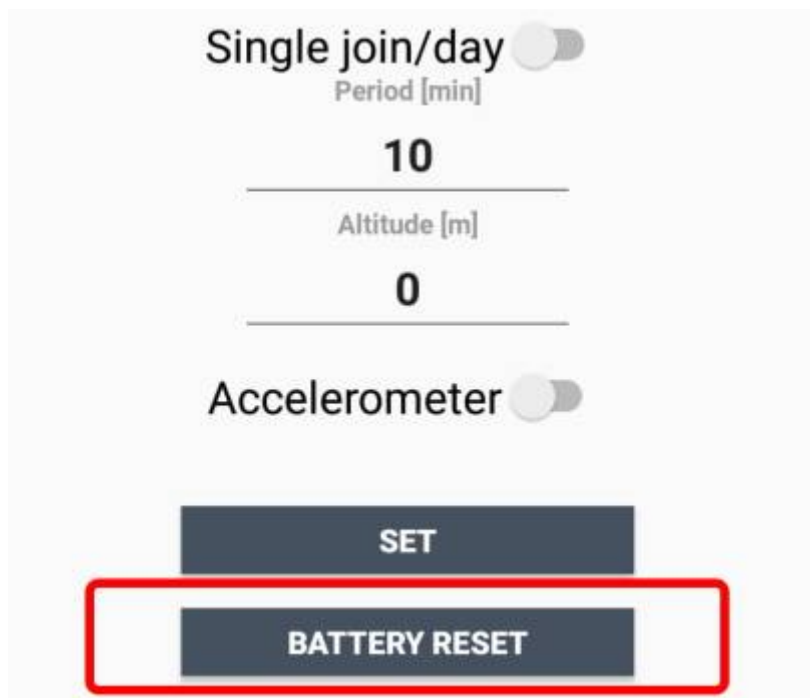 Single join/day
Period [min]
10
Altitude [m]
0
Accelerometer
SET
BATTERY RESET